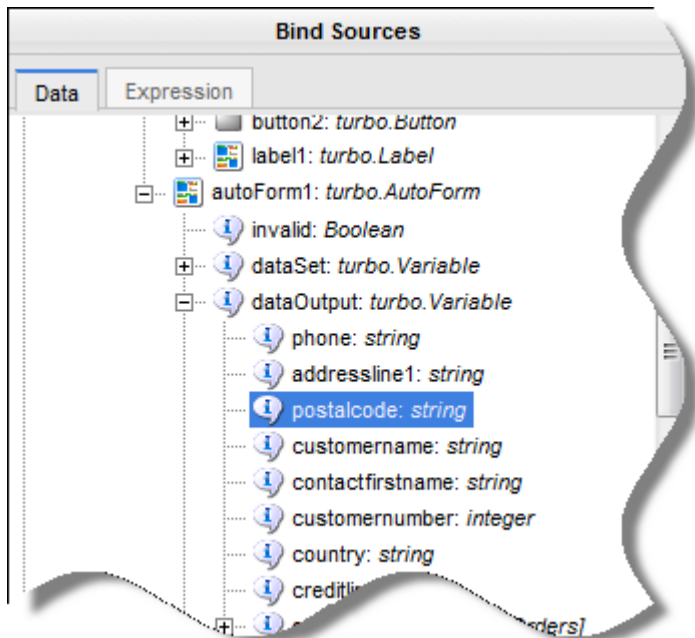 Bind Sources
Data Expression
button2: turbo.Button
label1: turbo.Label
autoForm1: turbo.AutoForm
invalid: Boolean
dataSet: turbo.Variable
dataOutput: turbo.Variable
phone: string
addressline1: string
postalcode: string
customername: string
contactfirstname: string
customernumber: integer
country: string